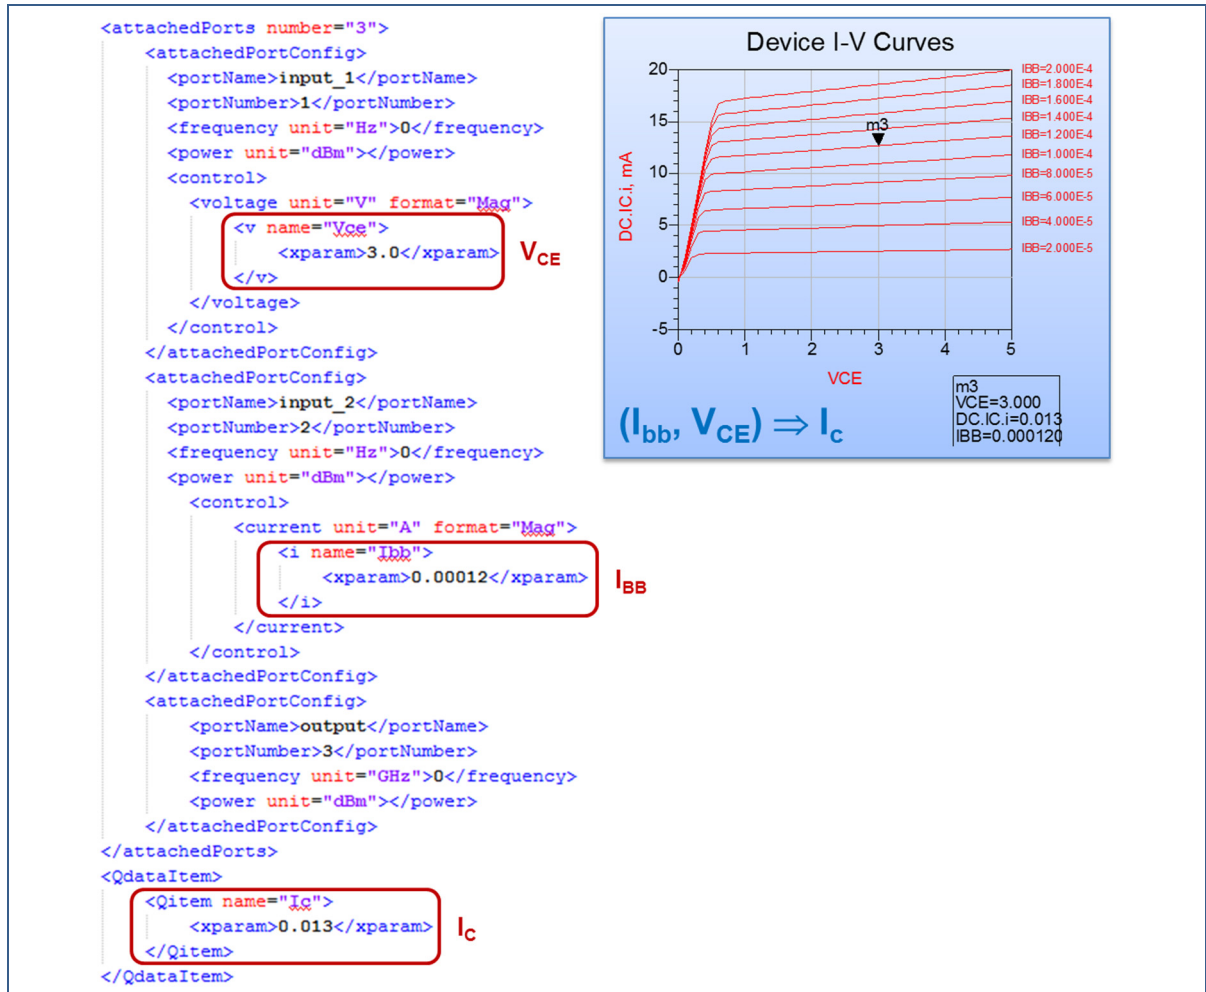 <attachedPorts number="3">
<attachedPortConfig>
<portName>input_1</portName>
<portNumber>1</portNumber>
<frequency unit="Hz">0</frequency>
<power unit="dBm"></power>
<control>
<voltage unit="V" format="Mag">
<v name="Vce">
<xparam>3.0</xparam>
</v>
</voltage>
</control>
</attachedPortConfig>
<attachedPortConfig>
<portName>input_2</portName>
<portNumber>2</portNumber>
<frequency unit="Hz">0</frequency>
<power unit="dBm"></power>
<control>
<current unit="A" format="Mag">
<i name="Ibb">
<xparam>0.00012</xparam>
</i>
</current>
</control>
</attachedPortConfig>
<attachedPortConfig>
<portName>output</portName>
<portNumber>3</portNumber>
<frequency unit="GHz">0</frequency>
<power unit="dBm"></power>
</attachedPortConfig>
</attachedPorts>
<QdataItem>
<Qitem name="Ic">
<xparam>0.013</xparam>
</Qitem>
</QdataItem>
VCE
IBB
IC
Device I-V Curves
20
15
10
5
0
-5
DC.IC.i, mA
0 1 2 3 4 5
VCE
m3
IBB=2.000E-4
IBB=1.800E-4
IBB=1.600E-4
IBB=1.400E-4
IBB=1.200E-4
IBB=1.000E-4
IBB=8.000E-5
IBB=6.000E-5
IBB=4.000E-5
IBB=2.000E-5
(Ibb, VCE) ⇒ Ic
m3
VCE=3.000
DC.IC.i=0.013
IBB=0.000120